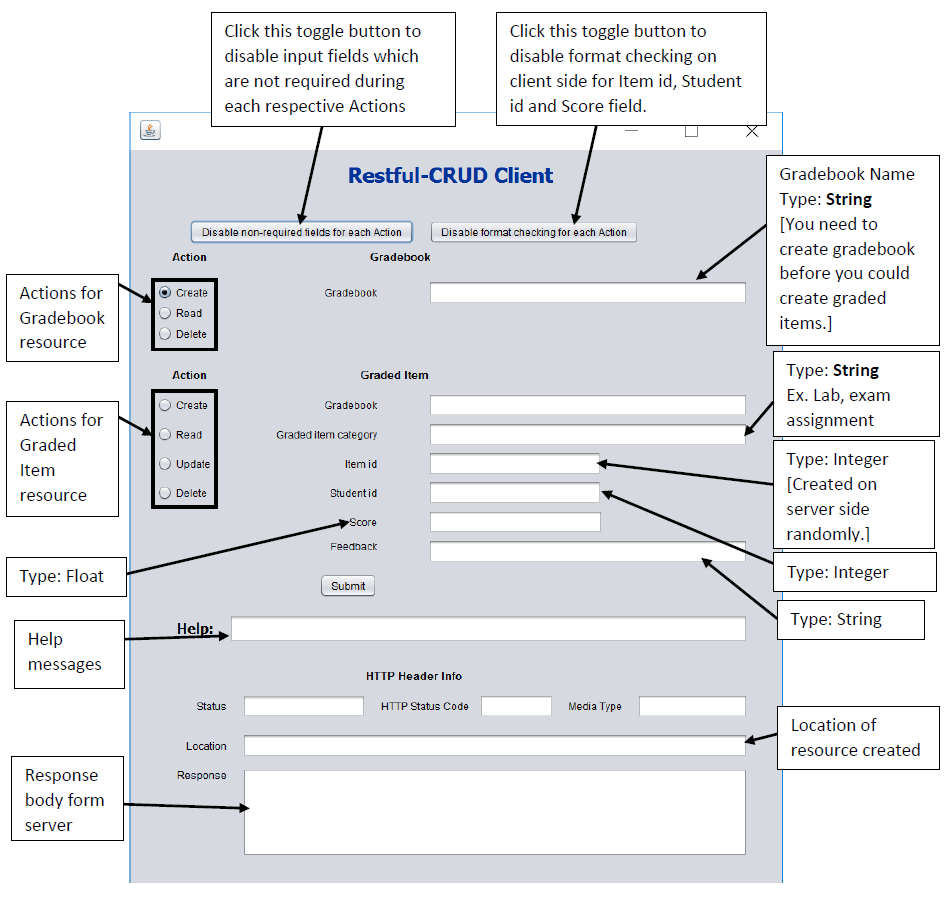 Click this toggle button to
disable input fields which
are not required during
each respective Actions
Click this toggle button to
disable format checking on
client side for Item id, Student
id and Score field.
Restful-CRUD Client
Gradebook Name
Type: String
[You need to
create gradebook
before you could
create graded
items.]
Disable non-required fields for each Action
Disable format checking for each Action
Action
Gradebook
Actions for
Gradebook
resource
Create
Read
Delete
Gradebook
Action
Graded Item
Type: String
Ex. Lab, exam
assignment
Actions for
Graded
Item
resource
Create
Read
Update
Delete
Gradebook
Graded item category
Item id
Student id
Score
Feedback
Type: Integer
[Created on
server side
randomly.]
Type: Float
Type: Integer
Submit
Type: String
Help
messages
Help:
HTTP Header Info
Status
HTTP Status Code
Media Type
Location
Location of
resource created
Response
Response
body form
server